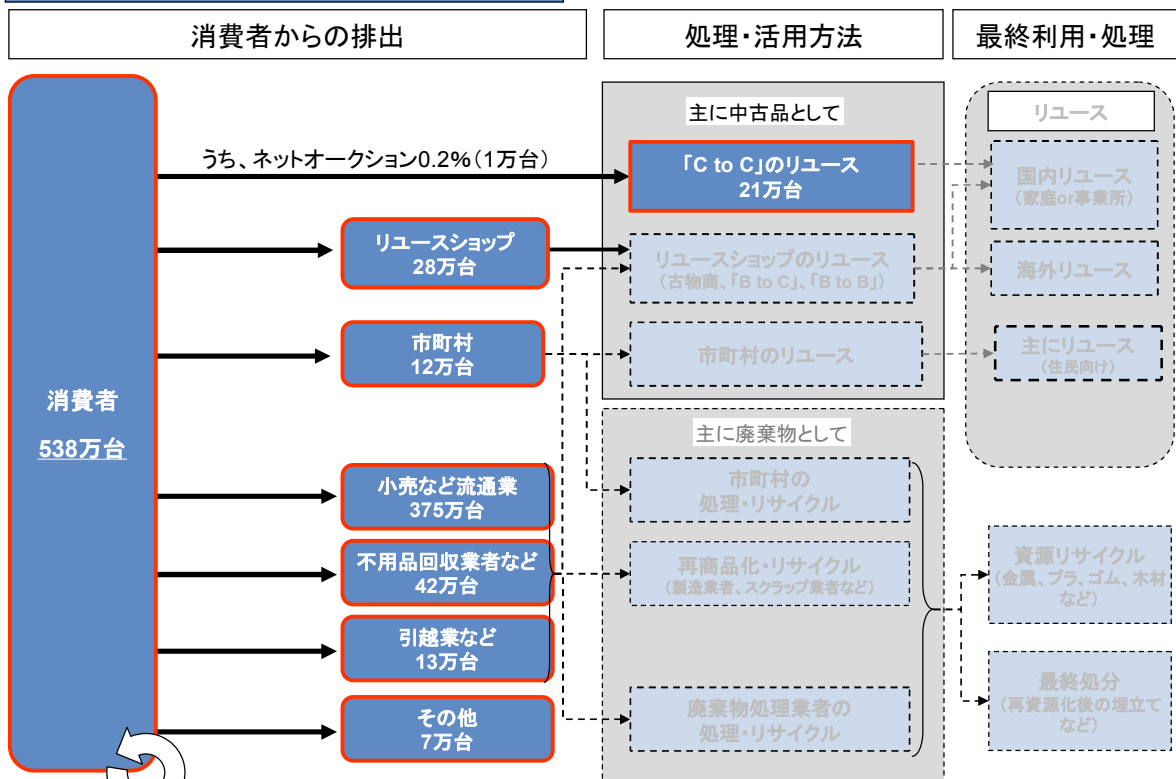 消費者からの排出
処理・活用方法
最終利用・処理
消費者
538万台
うち、ネットオークション0.2%(1万台)
リユースショップ
28万台
市町村
12万台
小売など流通業
375万台
不用品回収業者など
42万台
引越業など
13万台
その他
7万台
主に中古品として
「C to C」のリユース
21万台
リユースショップのリユース
(古物商、「B to C」、「B to B」)
市町村のリユース
主に廃棄物として
市町村の
処理・リサイクル
再商品化・リサイクル
(製造業者、スクラップ業者など)
廃棄物処理業者の
処理・リサイクル
リユース
国内リユース
(家庭or事業所)
海外リユース
主にリユース
(住民向け)
資源リサイクル
(金属、プラ、ゴム、木材
など)
最終処分
(再資源化後の埋立て
など)